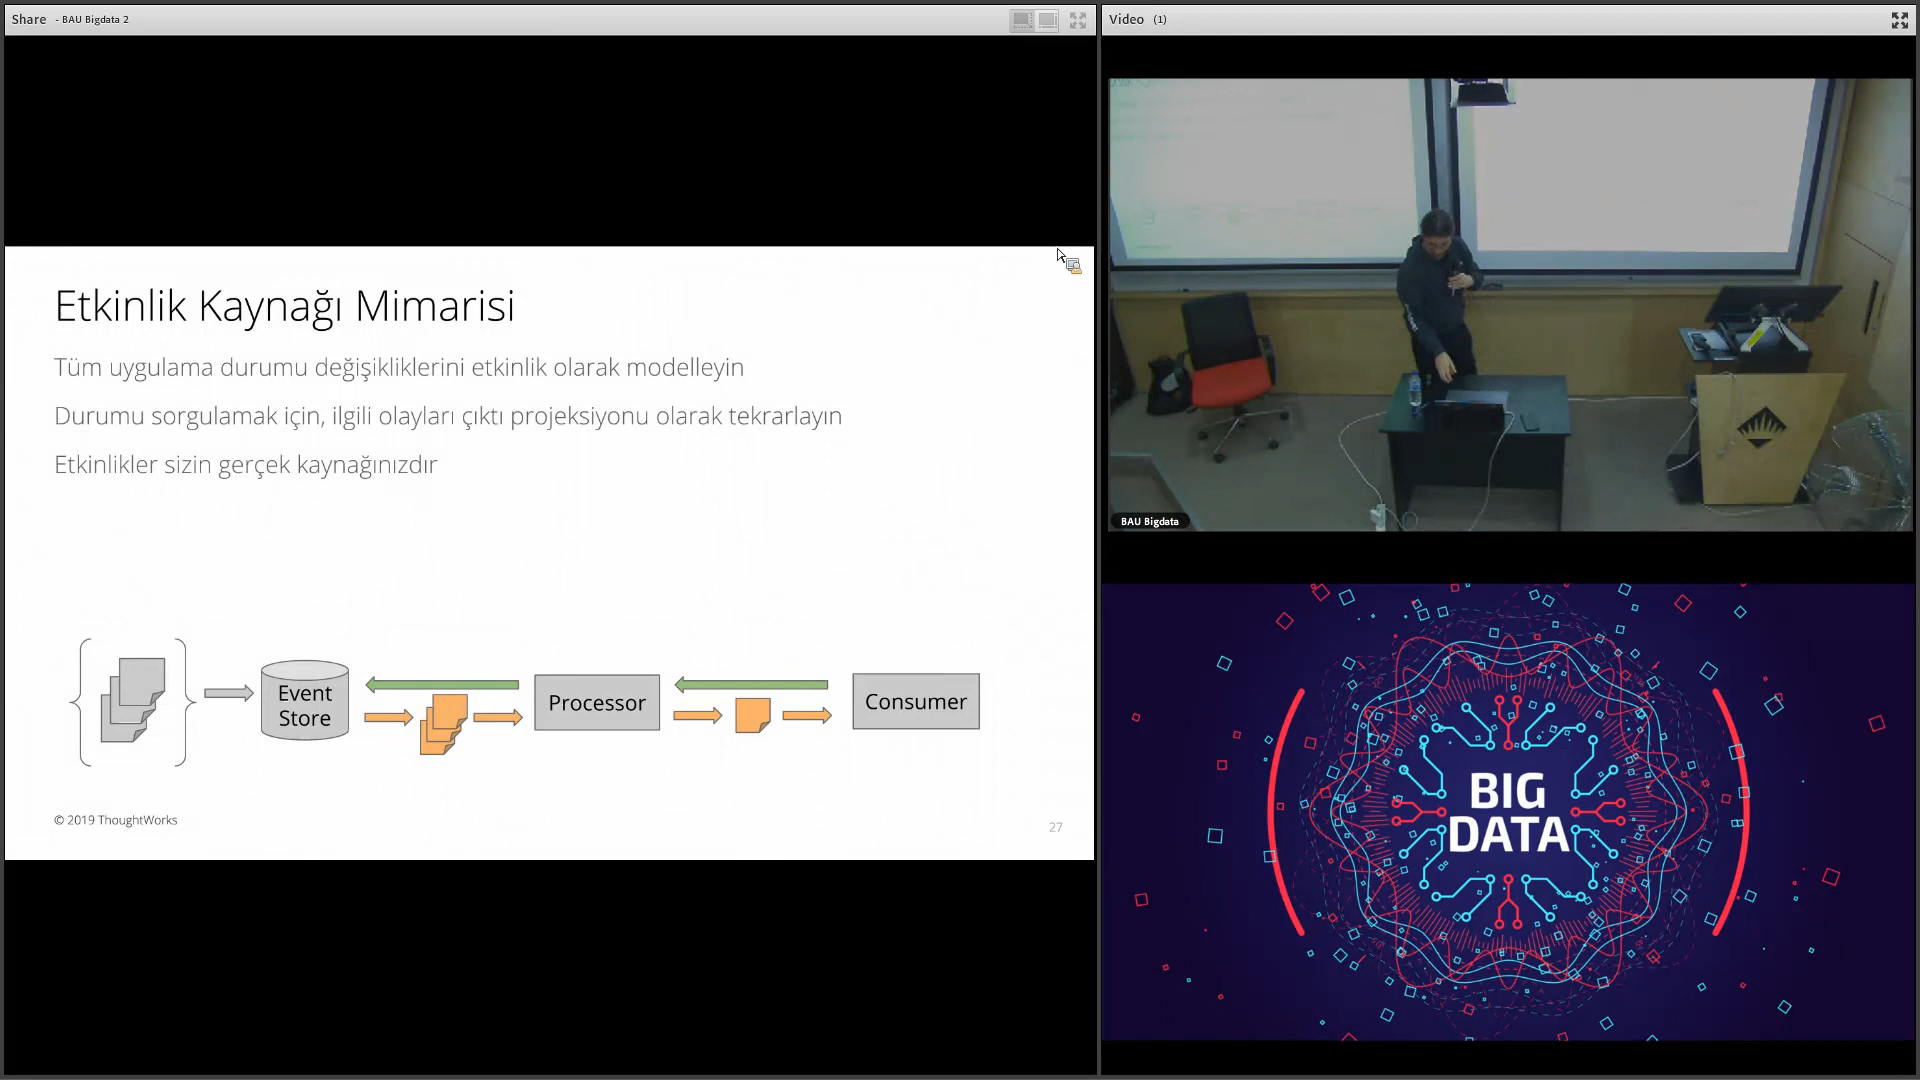 Share - BAU Bigdata 2
Video (1)
Etkinlik Kaynağı Mimarisi
Tüm uygulama durumu değişikliklerini etkinlik olarak modelleyin
Durumu sorgulamak için, ilgili olayları çıktı projeksiyonu olarak tekrarlayın
Etkinlikler sizin gerçek kaynağınızdır
Event
Store
Processor
Consumer
© 2019 ThoughtWorks
27
BAU Bigdata
BIG
DATA